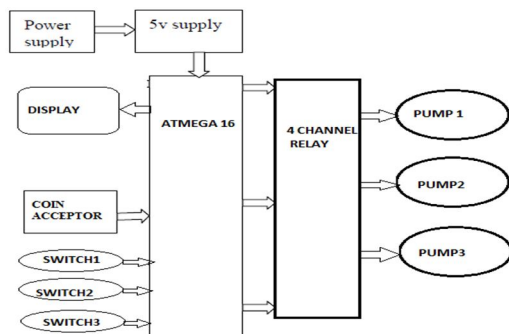 Power
supply
5v supply
DISPLAY
ATMEGA 16
4 CHANNEL
RELAY
PUMP 1
PUMP2
PUMP3
COIN
ACCEPTOR
SWITCH1
SWITCH2
SWITCH3